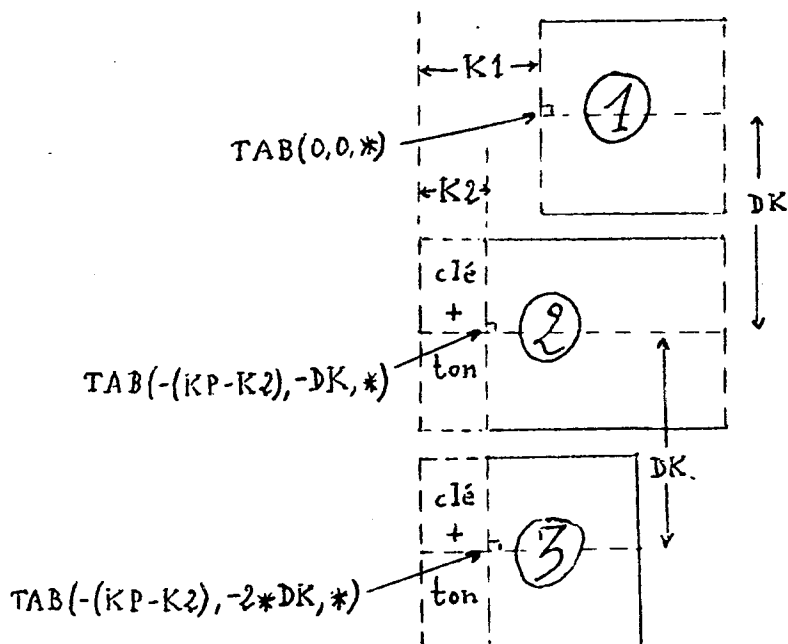 K1
1
TAB(0,0,*)
DK
K2
clé
+
ton
2
TAB(-(KP-K2),-DK,*)
DK.
clé
+
ton
3
TAB(-(KP-K2),-2*DK,*)